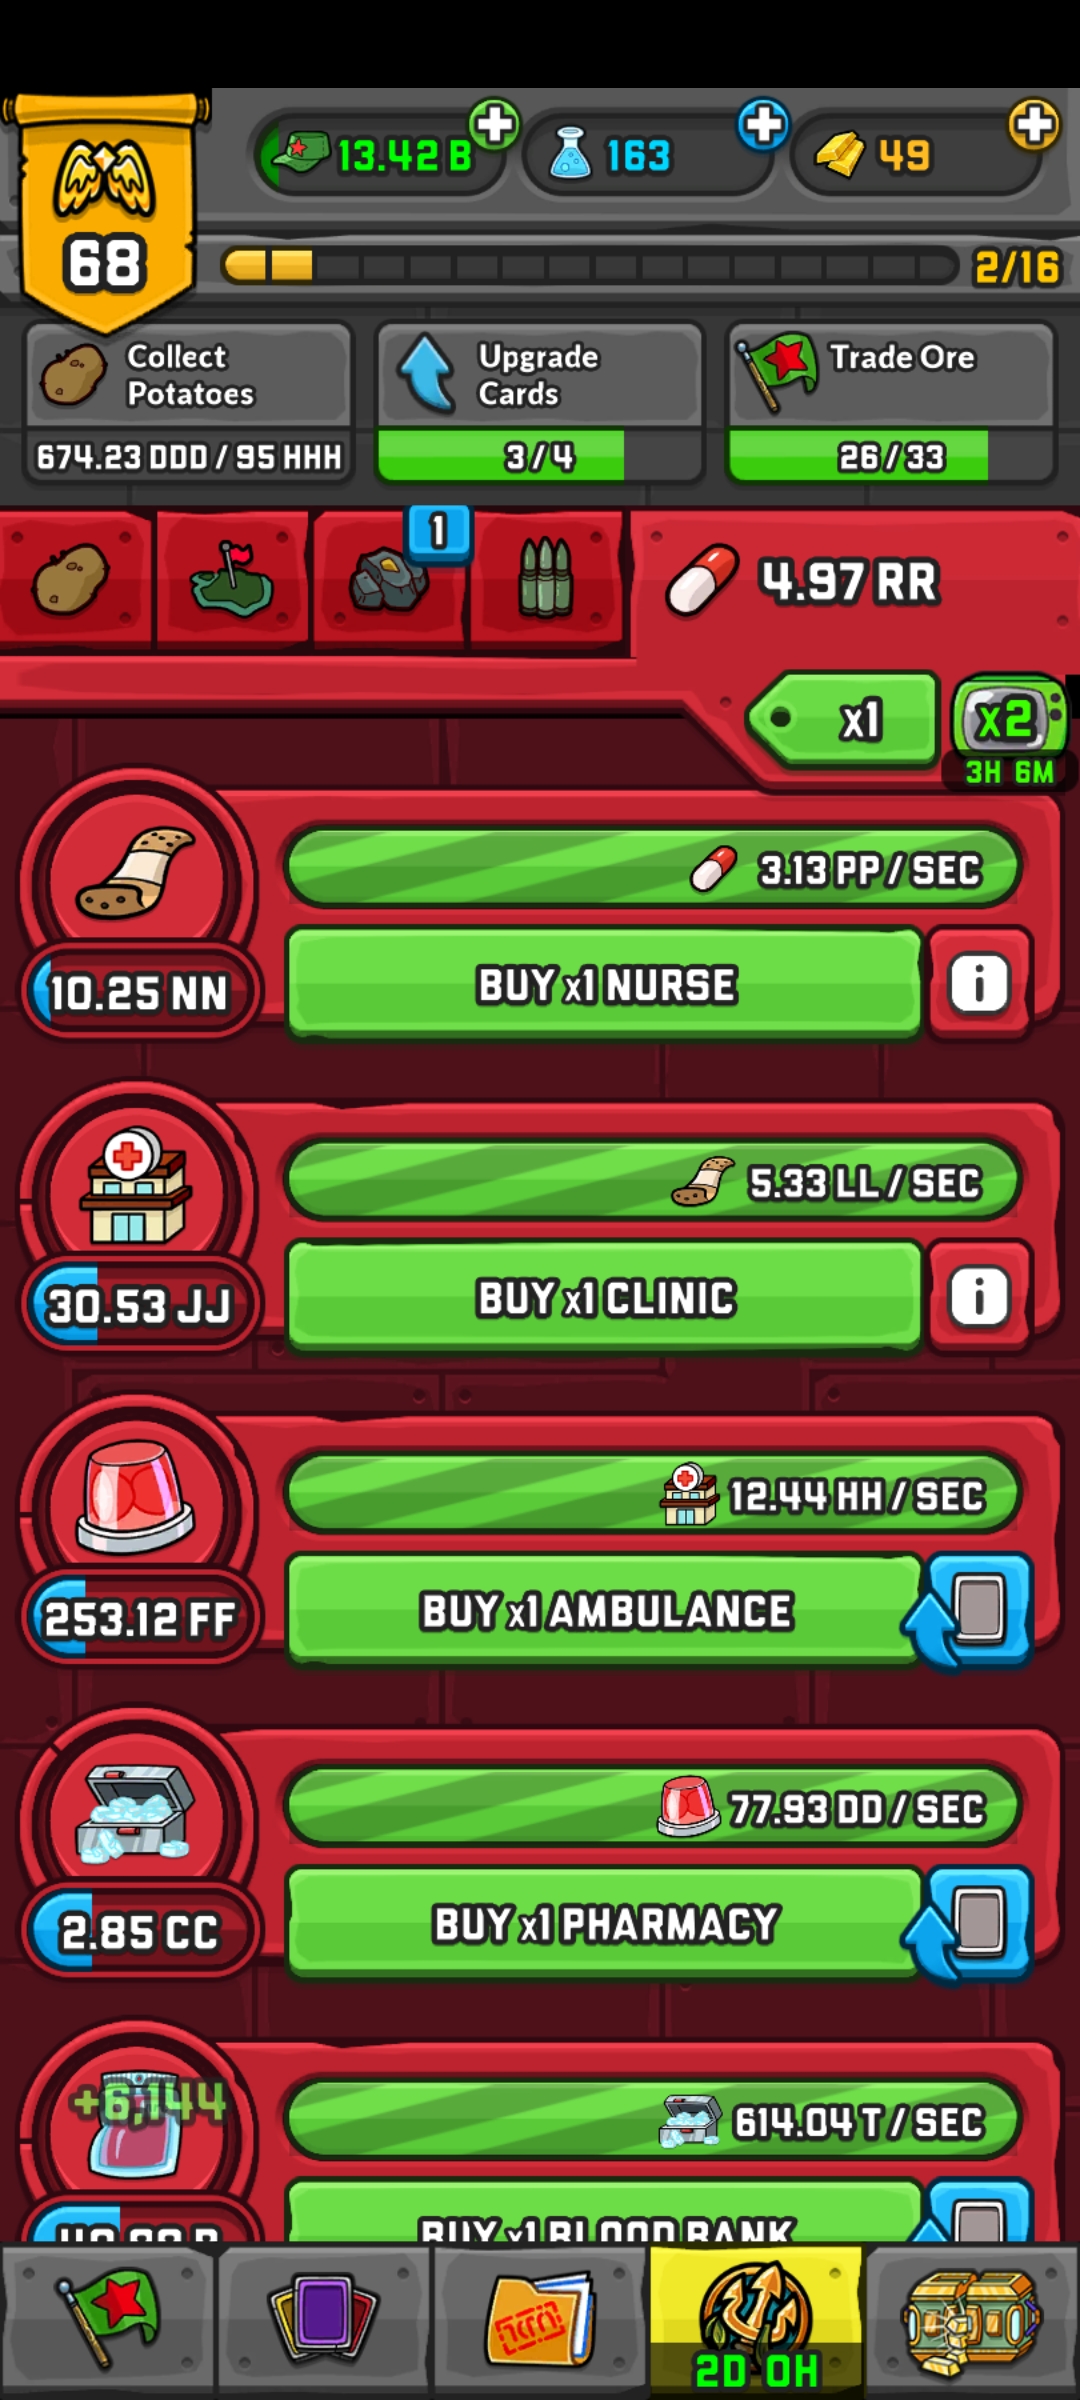 13.42 B
163
49
68
2/16
Collect
Potatoes
674.23 DDD / 95 HHH
Upgrade
Cards
3/4
Trade Ore
26/33
1
4.97 RR
x1
x2
3H 6M
3.13 PP / SEC
10.25 NN
BUY x1 NURSE
5.33 LL / SEC
30.53 JJ
BUY x1 CLINIC
12.44 HH / SEC
253.12 FF
BUY x1 AMBULANCE
77.93 DD / SEC
2.85 CC
BUY x1 PHARMACY
+6,144
614.04 T / SEC
BUY x1 BLOOD BANK
2D 0H